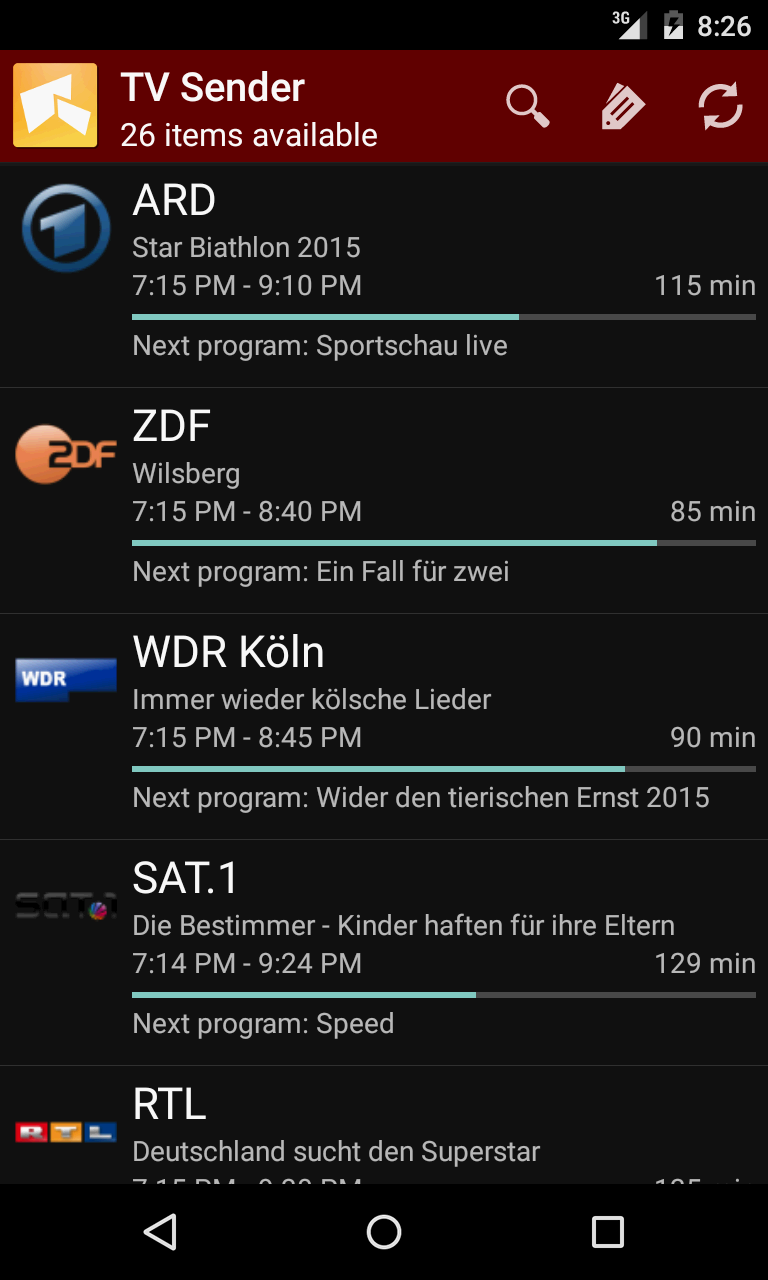 3G 8:26
TV Sender
26 items available
ARD
Star Biathlon 2015
7:15 PM - 9:10 PM 115 min
Next program: Sportschau live
ZDF
ZDF
Wilsberg
7:15 PM - 8:40 PM 85 min
Next program: Ein Fall für zwei
WDR
WDR Köln
Immer wieder kölsche Lieder
7:15 PM - 8:45 PM 90 min
Next program: Wider den tierischen Ernst 2015
SAT.1
SAT.1
Die Bestimmer - Kinder haften für ihre Eltern
7:14 PM - 9:24 PM 129 min
Next program: Speed
RTL
RTL
Deutschland sucht den Superstar